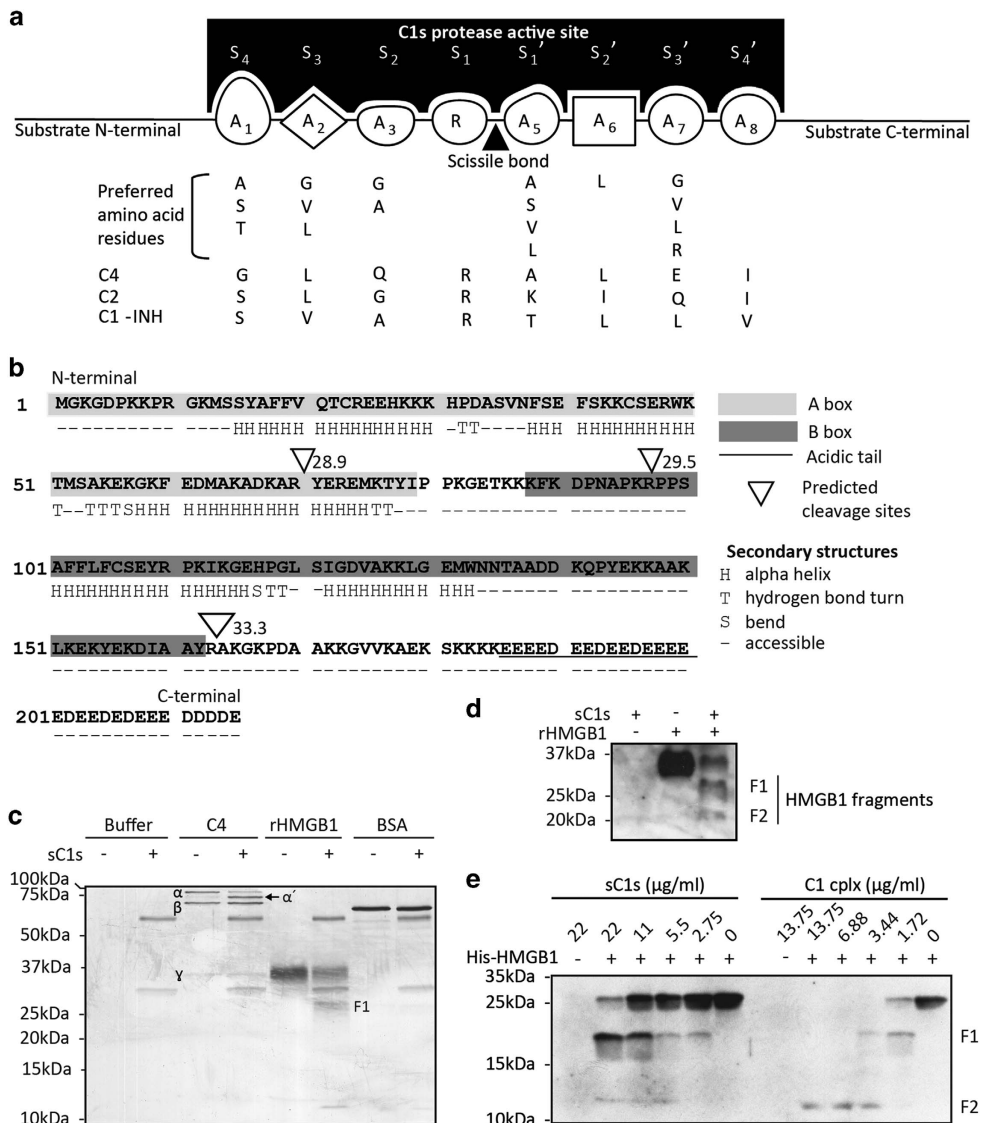 a
C1s protease active site
S4 S3 S2 S1 S1′ S2′ S3′ S4′
Substrate N-terminal A1 A2 A3 R A5 A6 A7 A8 Substrate C-terminal
Scissile bond
Preferred amino acid residues
A G G A L G
S V A S V
T L V L
L R
C4 G L Q R A L E I
C2 S L G R K I Q I
C1 -INH S V A R T L L V
b
N-terminal
1 MGKGDPKKPR GKMSSYAFFV QTCREEHKKK HPDASVNFSE FSKKCSERWK
---------- ----HHHHHH HHHHHHHHHH -TT----HHH HHHHHHHHHH
28.9 29.5
51 TMSAKEKGKF EDMAKADKAR YEREMKTYIP PKGETKKKFK DPNAPKRPPS
T--TTTSHHH HHHHHHHHHH HHHHHTT--- ---------- ----------
101 AFFLFCSEYR PKIKGEHPGL SIGDVAKKLG EMWNNTAADD KQPYEKKAAK
HHHHHHHHHH HHHHHHSTT- -HHHHHHHHH HHH------- ----------
33.3
151 LKEKYEKDIA AYRAKGKPDA AKKGVVKAEK SKKKKEEEED EEDEEDEEEE
---------- ---------- ---------- ---------- ----------
C-terminal
201 EDEEDEDEEE DDDDE
---------- -----
A box
B box
Acidic tail
Predicted cleavage sites
Secondary structures
H alpha helix
T hydrogen bond turn
S bend
– accessible
c
Buffer C4 rHMGB1 BSA
sC1s - + - + - + - +
100kDa
75kDa
50kDa
37kDa
25kDa
20kDa
15kDa
10kDa
α
β
α′
γ
F1
d
sC1s + - +
rHMGB1 - + +
37kDa
25kDa
20kDa
F1
F2
HMGB1 fragments
e
sC1s (µg/ml) C1 cplx (µg/ml)
22 22 11 5.5 2.75 0 13.75 13.75 6.88 3.44 1.72 0
His-HMGB1 - + + + + + - + + + + +
35kDa
25kDa
15kDa
10kDa
F1
F2